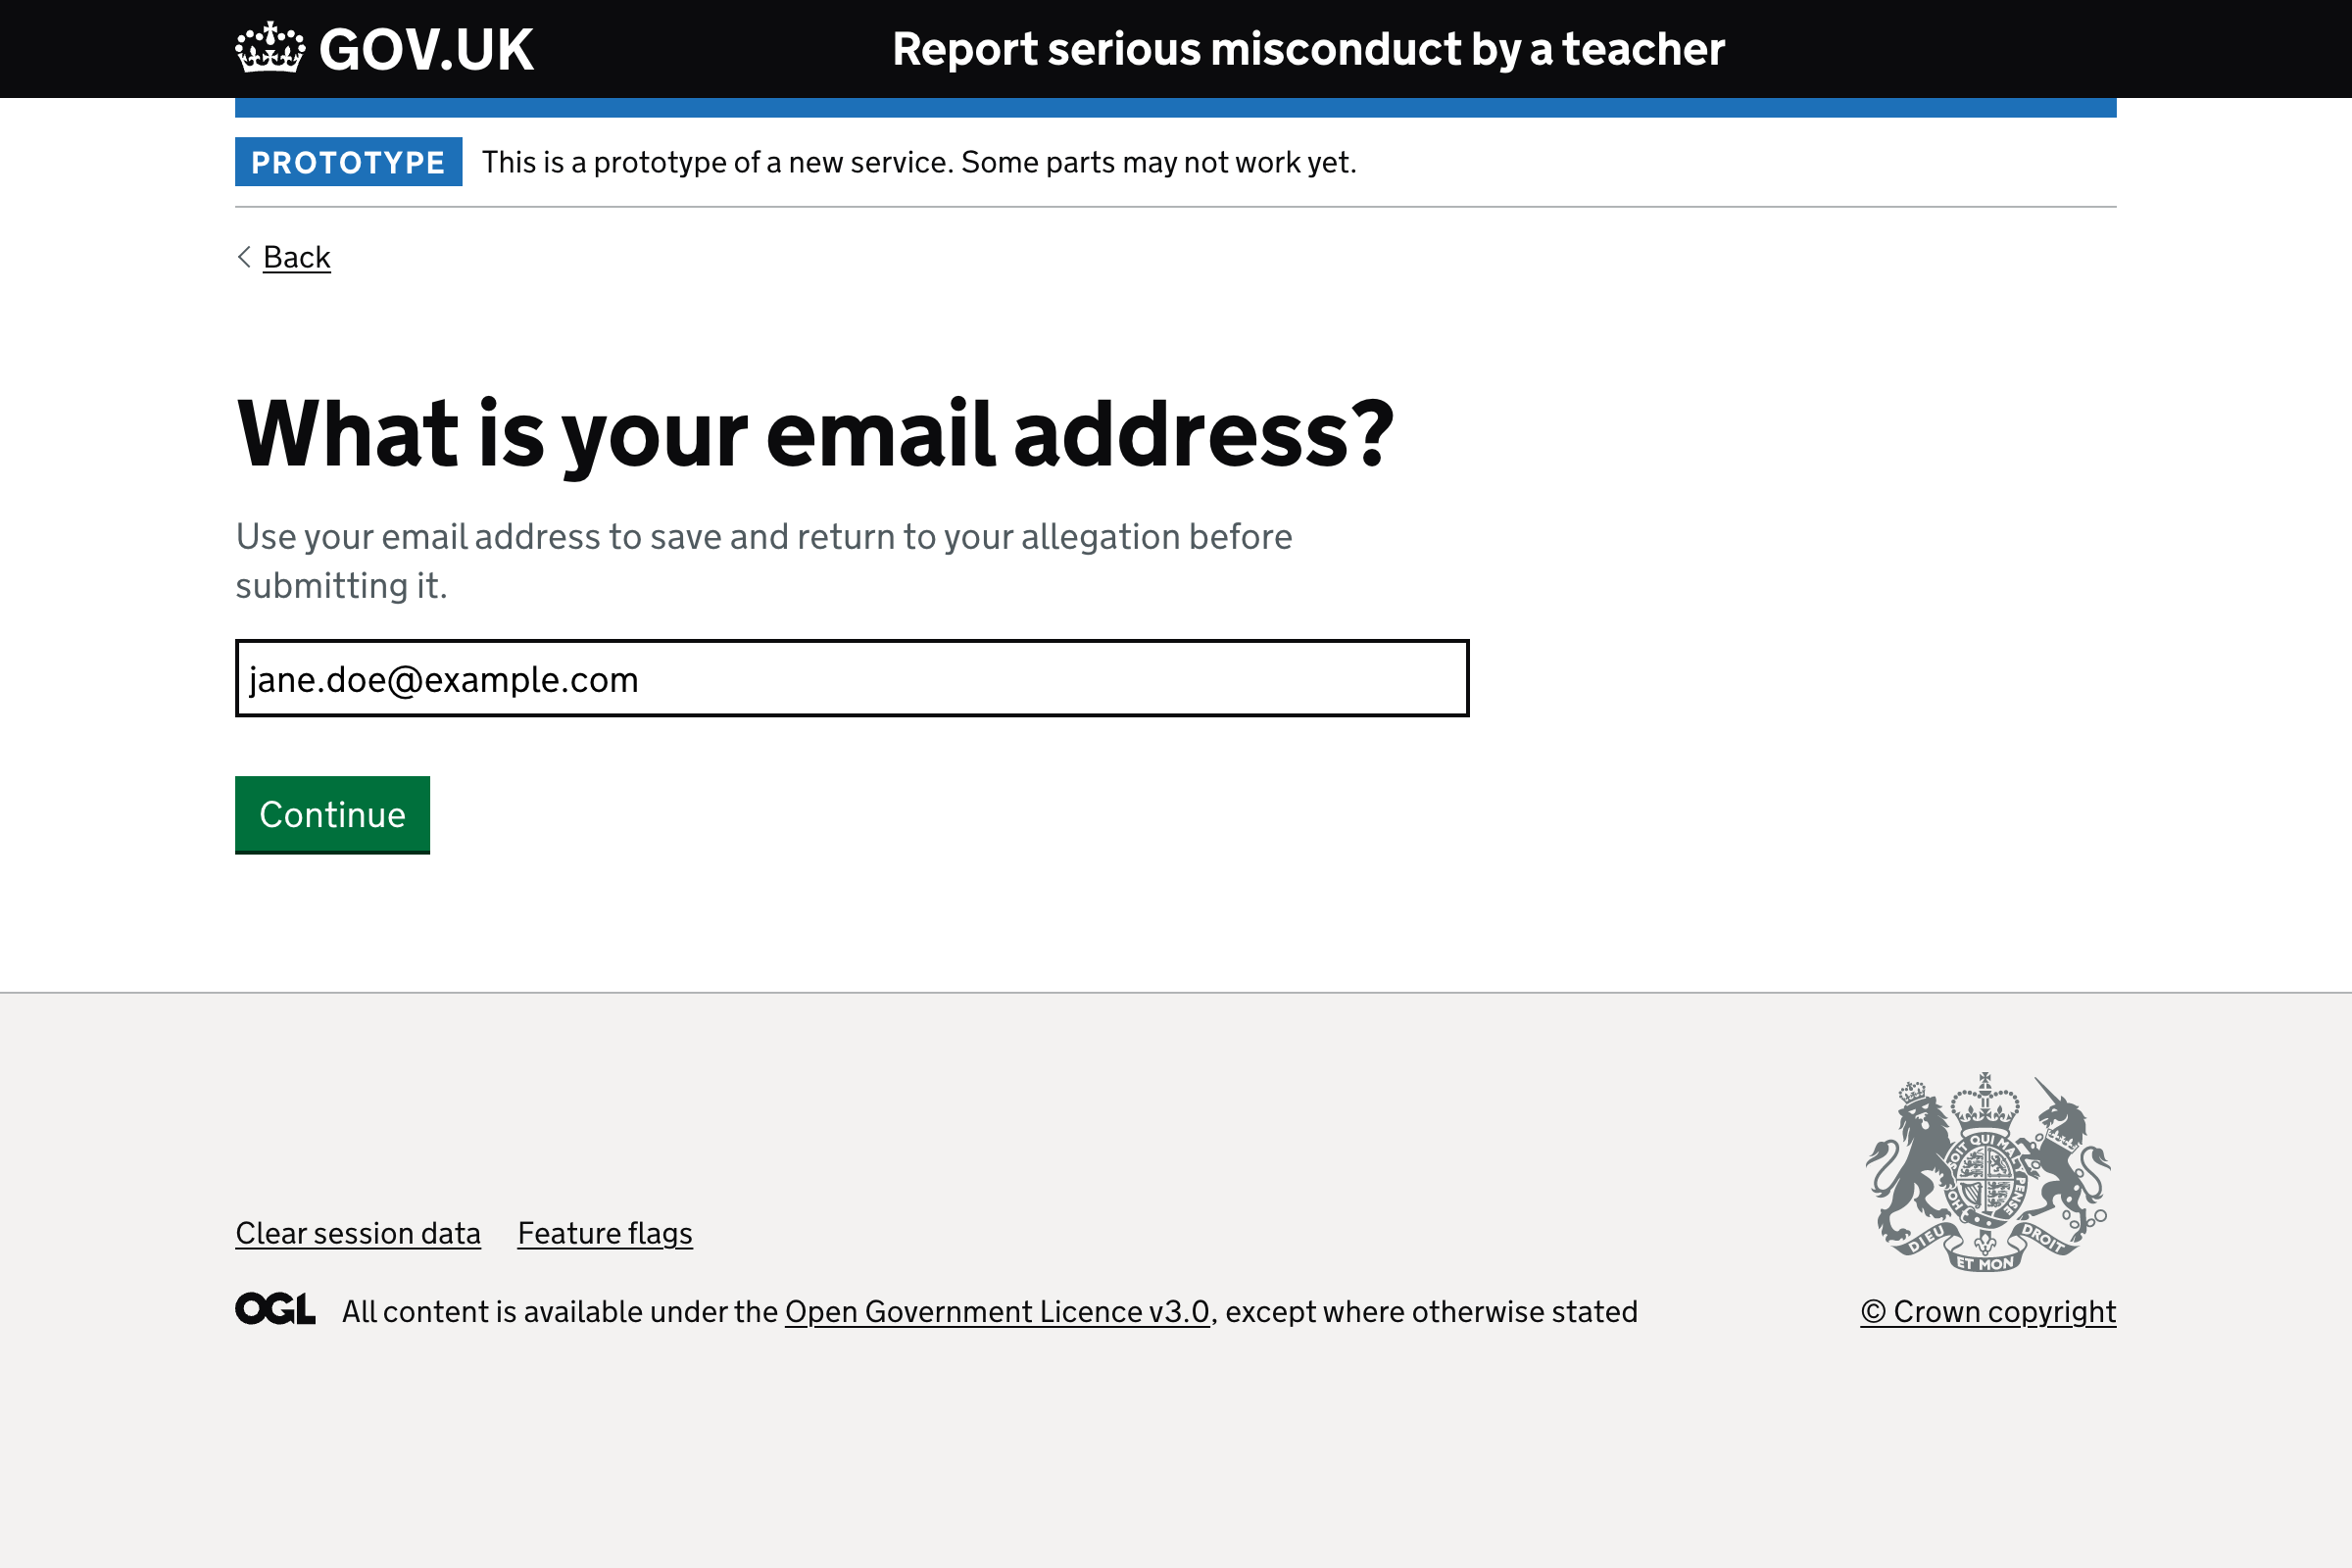 GOV.UK
Report serious misconduct by a teacher
PROTOTYPE This is a prototype of a new service. Some parts may not work yet.
Back
What is your email address?
Use your email address to save and return to your allegation before
submitting it.
jane.doe@example.com
Continue
SOIT QUI MAL
PENSE
HON
DIEU
ET MON
DROIT
Clear session data Feature flags
OGL All content is available under the Open Government Licence v3.0, except where otherwise stated
© Crown copyright